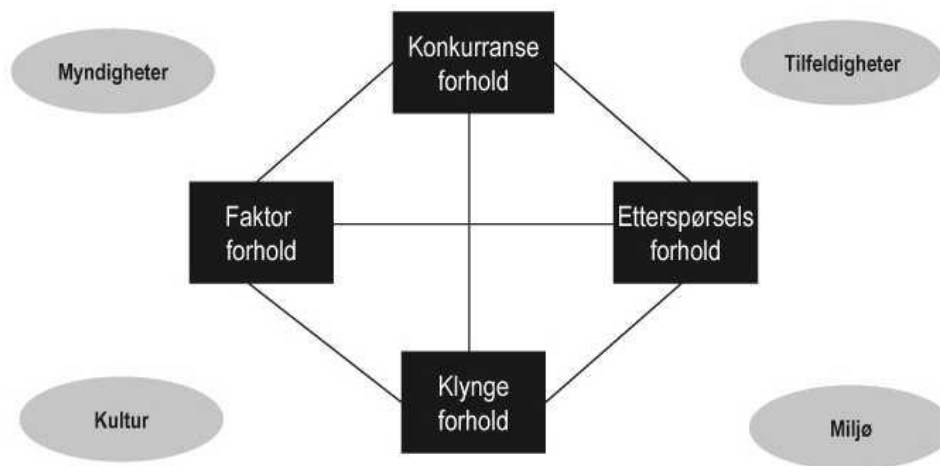 Konkurranse
forhold
Myndigheter
Tilfeldigheter
Faktor
forhold
Etterspørsels
forhold
Klynge
forhold
Kultur
Miljø